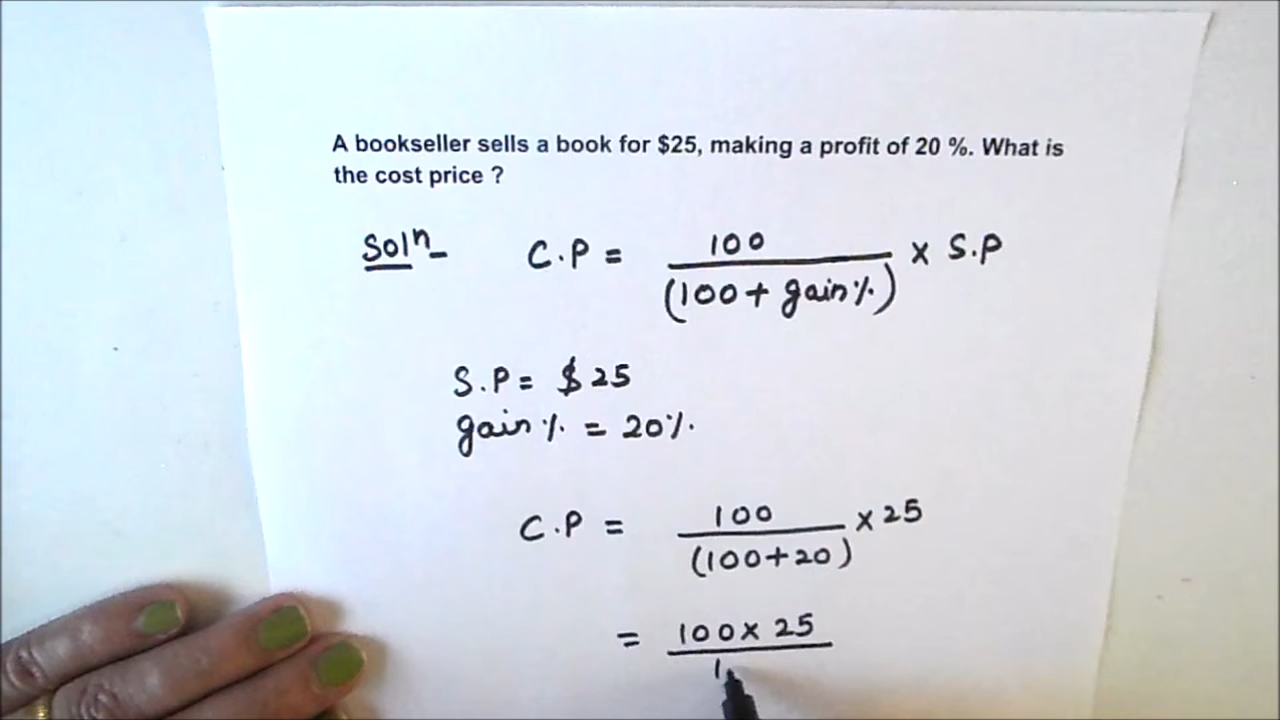 A bookseller sells a book for $25, making a profit of 20 %. What is
the cost price ?
Solⁿ- C.P = 100 / (100 + gain%) × S.P
S.P = $25
gain% = 20%.
C.P = 100 / (100+20) × 25
= 100 × 25 / 1